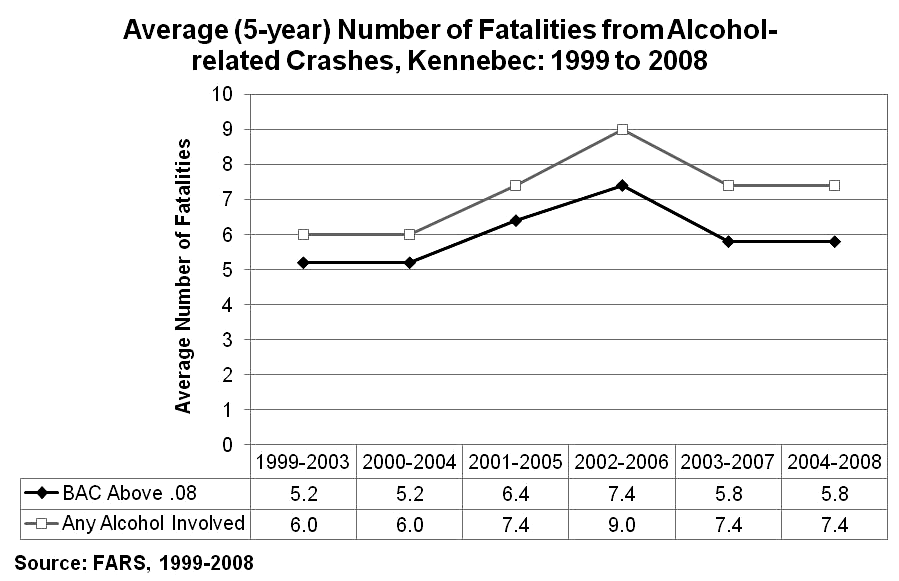 Average (5-year) Number of Fatalities from Alcohol-
related Crashes, Kennebec: 1999 to 2008
Average Number of Fatalities
10
9
8
7
6
5
4
3
2
1
0
1999-2003 2000-2004 2001-2005 2002-2006 2003-2007 2004-2008
BAC Above .08 5.2 5.2 6.4 7.4 5.8 5.8
Any Alcohol Involved 6.0 6.0 7.4 9.0 7.4 7.4
Source: FARS, 1999-2008